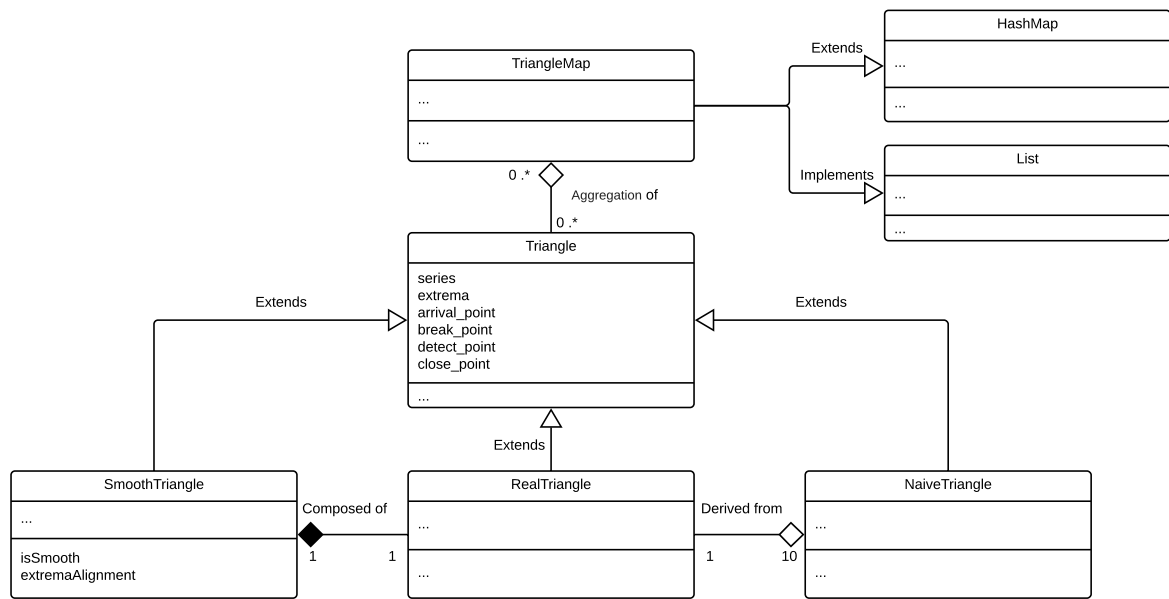 HashMap
...
...
Extends
TriangleMap
...
...
List
...
...
Implements
0 .*
Aggregation of
0 .*
Triangle
series
extrema
arrival_point
break_point
detect_point
close_point
...
Extends
Extends
Extends
SmoothTriangle
...
isSmooth
extremaAlignment
Composed of
1
1
RealTriangle
...
...
Derived from
1
10
NaiveTriangle
...
...